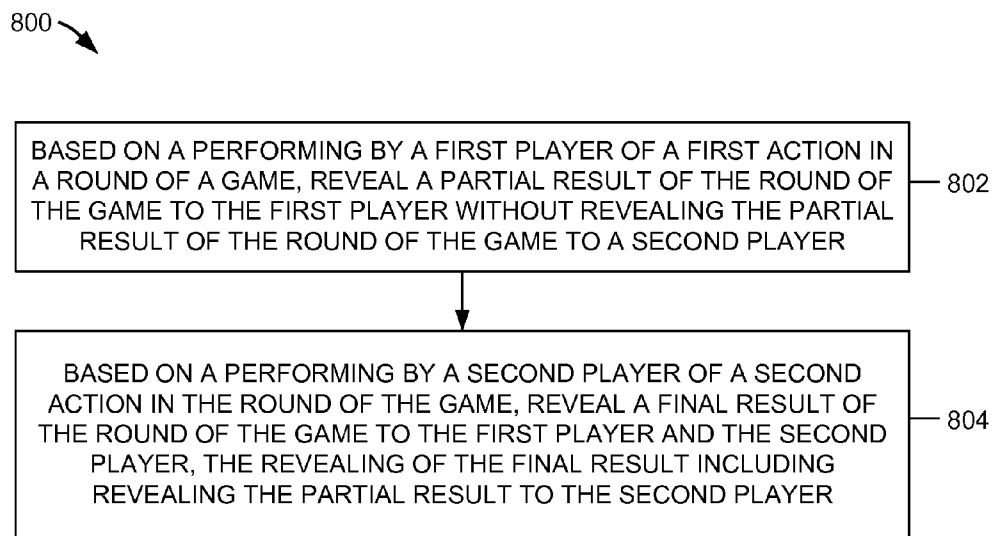 800
BASED ON A PERFORMING BY A FIRST PLAYER OF A FIRST ACTION IN
A ROUND OF A GAME, REVEAL A PARTIAL RESULT OF THE ROUND OF
THE GAME TO THE FIRST PLAYER WITHOUT REVEALING THE PARTIAL
RESULT OF THE ROUND OF THE GAME TO A SECOND PLAYER
802
BASED ON A PERFORMING BY A SECOND PLAYER OF A SECOND
ACTION IN THE ROUND OF THE GAME, REVEAL A FINAL RESULT OF
THE ROUND OF THE GAME TO THE FIRST PLAYER AND THE SECOND
PLAYER, THE REVEALING OF THE FINAL RESULT INCLUDING
REVEALING THE PARTIAL RESULT TO THE SECOND PLAYER
804